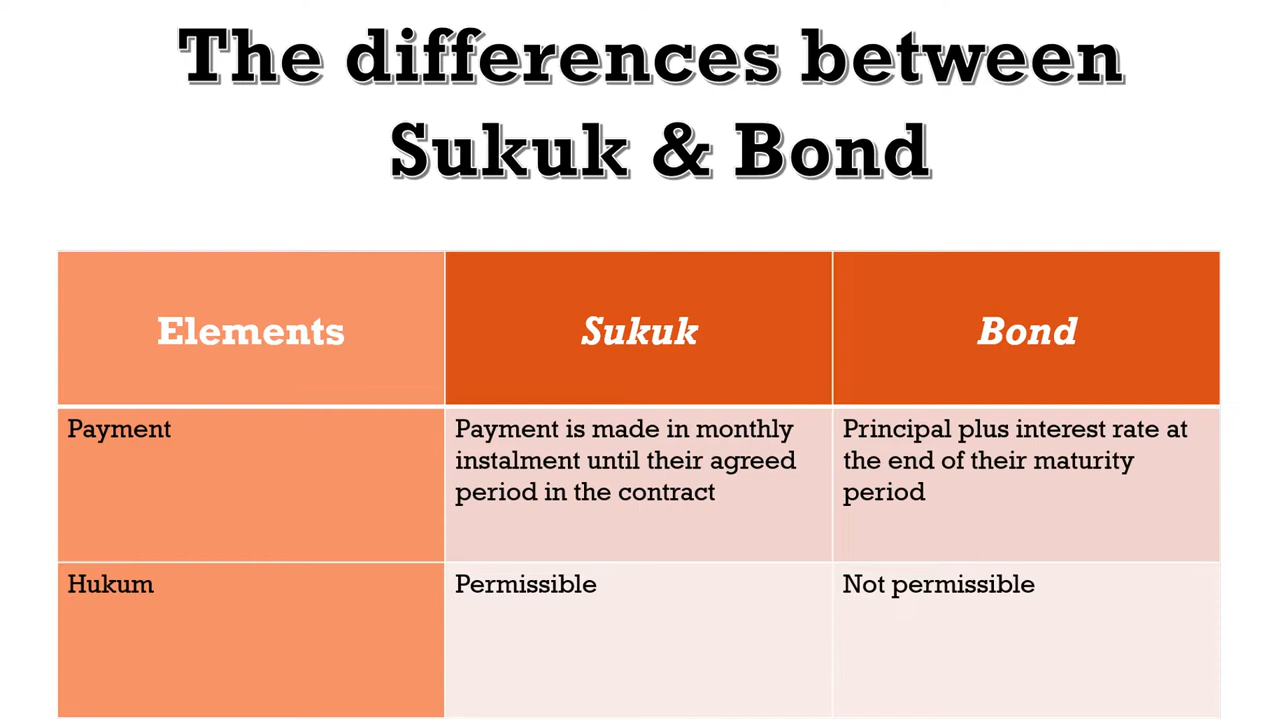 The differences between
Sukuk & Bond
Elements
Sukuk
Bond
Payment
Payment is made in monthly
instalment until their agreed
period in the contract
Principal plus interest rate at
the end of their maturity
period
Hukum
Permissible
Not permissible